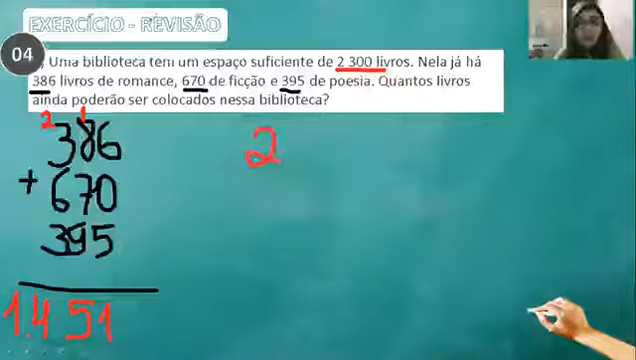 EXERCÍCIO - REVISÃO
04
Uma biblioteca tem um espaço suficiente de 2 300 livros. Nela já há
386 livros de romance, 670 de ficção e 395 de poesia. Quantos livros
ainda poderão ser colocados nessa biblioteca?
2 1
386
+ 670
395
1.451
2